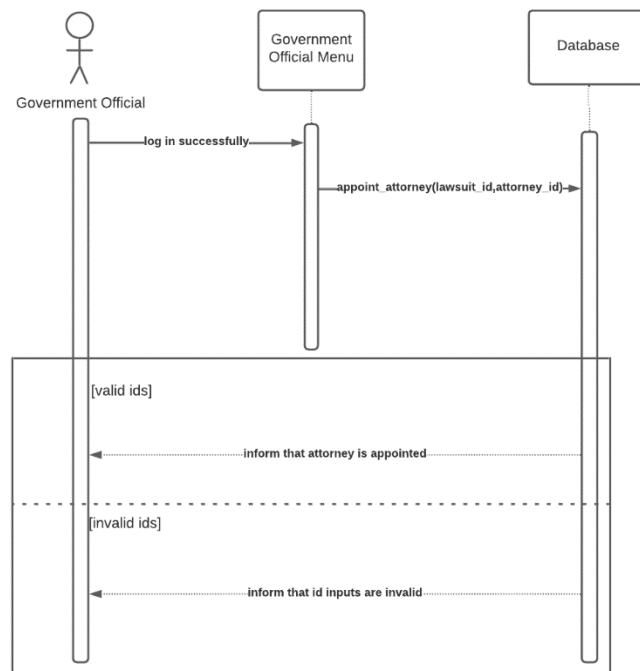 Government
Official Menu
Database
Government Official
log in successfully
appoint_attorney(lawsuit_id,attorney_id)
[valid ids]
inform that attorney is appointed
[invalid ids]
inform that id inputs are invalid